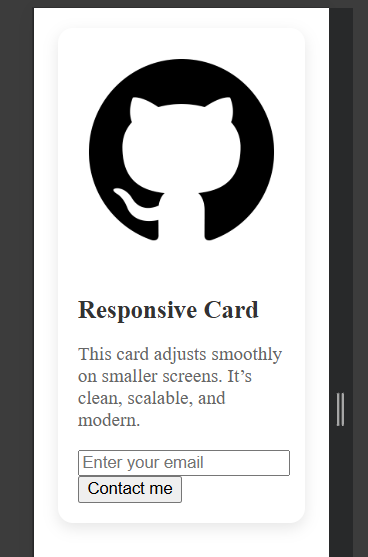 Responsive Card
This card adjusts smoothly
on smaller screens. It’s
clean, scalable, and
modern.
Enter your email
Contact me